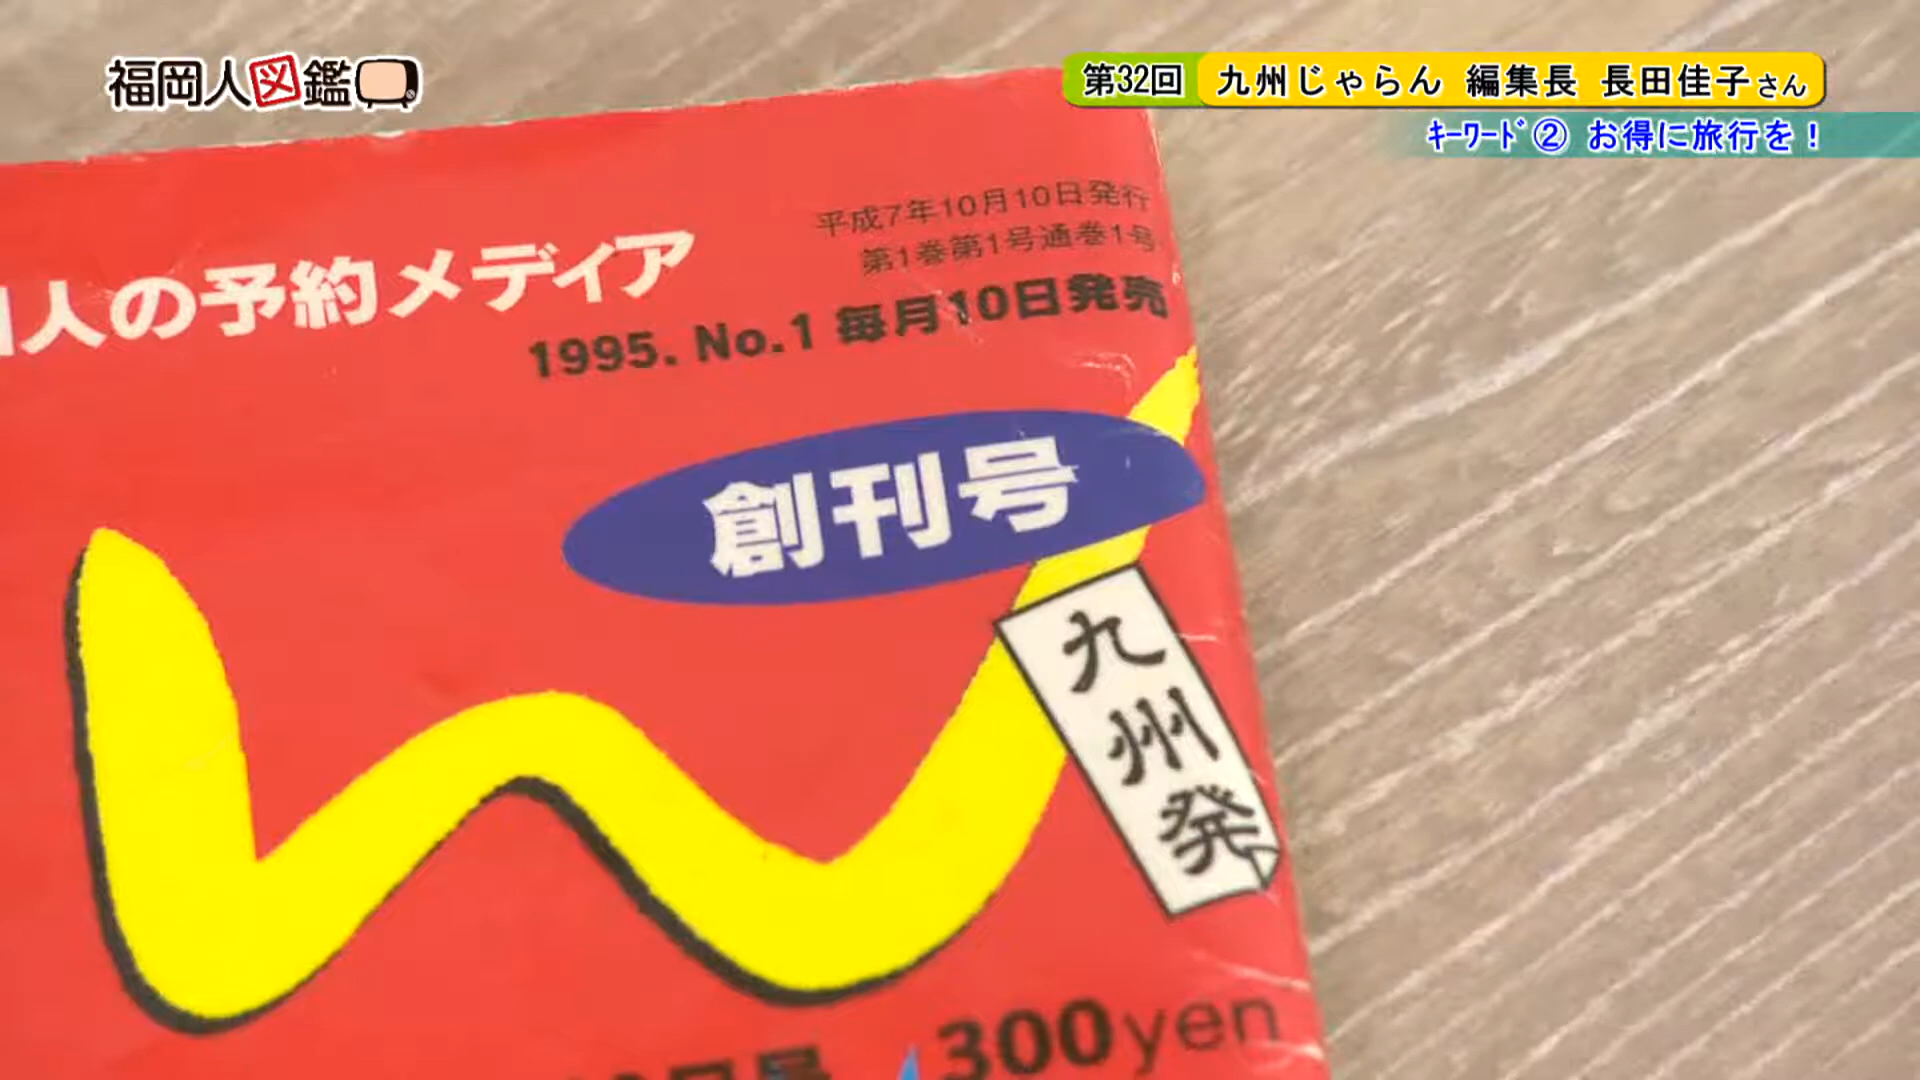 福岡人図鑑
第32回 九州じゃらん 編集長 長田佳子さん
ｷｰﾜｰﾄﾞ② お得に旅行を！
平成7年10月10日発行
第1巻第1号通巻1号
人の予約メディア
1995. No.1 毎月10日発売
創刊号
ん
九州発
300yen